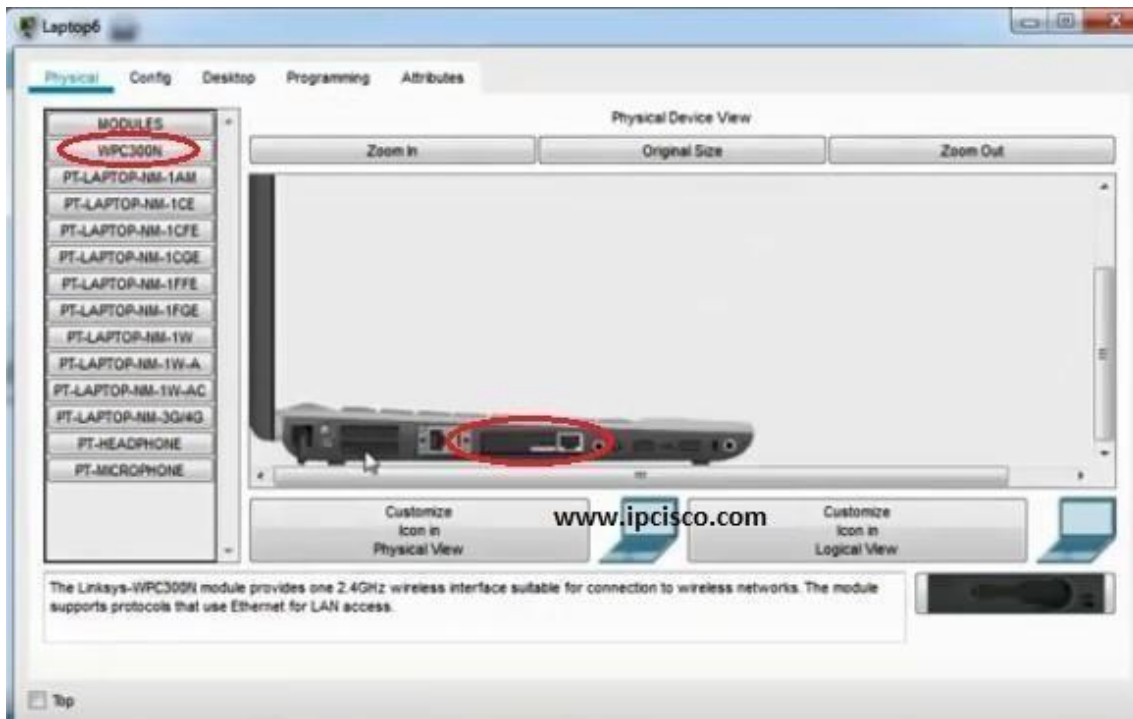 Laptop6
Physical Config Desktop Programming Attributes
MODULES
WPC300N
PT-LAPTOP-NM-1AM
PT-LAPTOP-NM-1CE
PT-LAPTOP-NM-1CFE
PT-LAPTOP-NM-1CGE
PT-LAPTOP-NM-1FFE
PT-LAPTOP-NM-1FGE
PT-LAPTOP-NM-1W
PT-LAPTOP-NM-1W-A
PT-LAPTOP-NM-1W-AC
PT-LAPTOP-NM-3G/4G
PT-HEADPHONE
PT-MICROPHONE
Physical Device View
Zoom In Original Size Zoom Out
Customize
Icon in
Physical View
www.ipcisco.com
Customize
Icon in
Logical View
The Linksys-WPC300N module provides one 2.4GHz wireless interface suitable for connection to wireless networks. The module
supports protocols that use Ethernet for LAN access.
Top